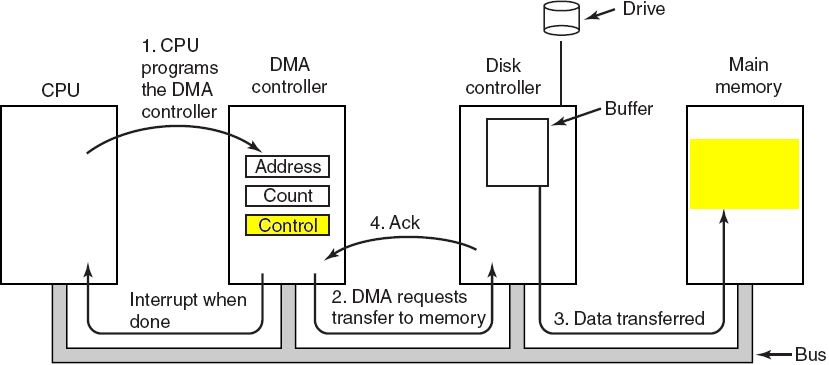 Drive
1. CPU
programs
the DMA
controller
CPU
DMA
controller
Disk
controller
Main
memory
Buffer
Address
Count
Control
4. Ack
Interrupt when
done
2. DMA requests
transfer to memory
3. Data transferred
Bus